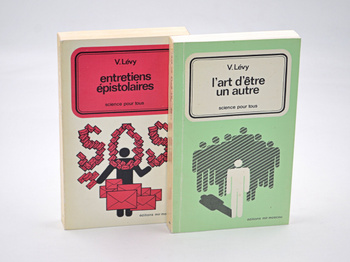 V. Lévy
entretiens
épistolaires
science pour tous
SOS
V. Lévy
l'art d'être
un autre
science pour tous